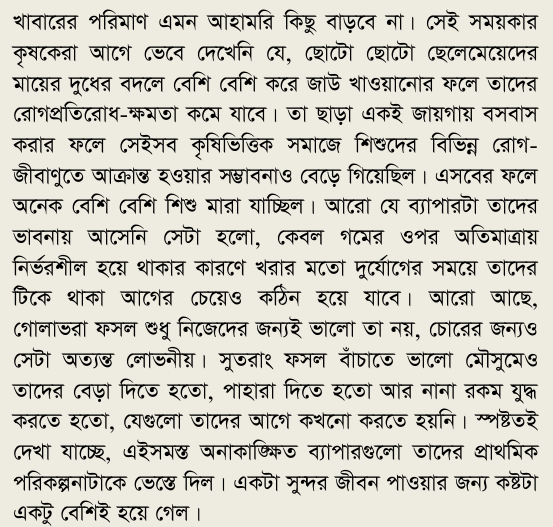 খাবারের পরিমাণ এমন আহামরি কিছু বাড়বে না। সেই সময়কার
কৃষকেরা আগে ভেবে দেখেনি যে, ছোটো ছোটো ছেলেমেয়েদের
মায়ের দুধের বদলে বেশি বেশি করে জাউ খাওয়ানোর ফলে তাদের
রোগপ্রতিরোধ-ক্ষমতা কমে যাবে। তা ছাড়া একই জায়গায় বসবাস
করার ফলে সেইসব কৃষিভিত্তিক সমাজে শিশুদের বিভিন্ন রোগ-
জীবাণুতে আক্রান্ত হওয়ার সম্ভাবনাও বেড়ে গিয়েছিল। এসবের ফলে
অনেক বেশি বেশি শিশু মারা যাচ্ছিল। আরো যে ব্যাপারটা তাদের
ভাবনায় আসেনি সেটা হলো, কেবল গমের ওপর অতিমাত্রায়
নির্ভরশীল হয়ে থাকার কারণে খরার মতো দুর্যোগের সময়ে তাদের
টিকে থাকা আগের চেয়েও কঠিন হয়ে যাবে। আরো আছে,
গোলাভরা ফসল শুধু নিজেদের জন্যই ভালো তা নয়, চোরের জন্যও
সেটা অত্যন্ত লোভনীয়। সুতরাং ফসল বাঁচাতে ভালো মৌসুমেও
তাদের বেড়া দিতে হতো, পাহারা দিতে হতো আর নানা রকম যুদ্ধ
করতে হতো, যেগুলো তাদের আগে কখনো করতে হয়নি। স্পষ্টতই
দেখা যাচ্ছে, এইসমস্ত অনাকাঙ্ক্ষিত ব্যাপারগুলো তাদের প্রাথমিক
পরিকল্পনাটাকে ভেস্তে দিল। একটা সুন্দর জীবন পাওয়ার জন্য কষ্টটা
একটু বেশিই হয়ে গেল।